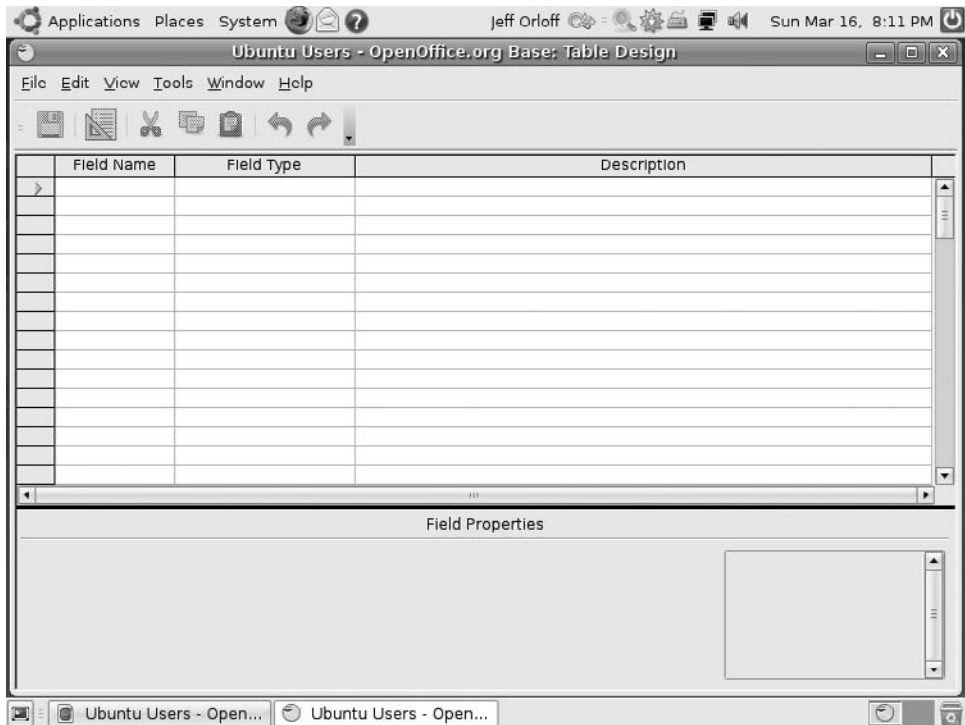 Applications Places System Jeff Orloff Sun Mar 16, 8:11 PM
Ubuntu Users - OpenOffice.org Base: Table Design
File Edit View Tools Window Help
Field Name Field Type Description
Field Properties
Ubuntu Users - Open... Ubuntu Users - Open...